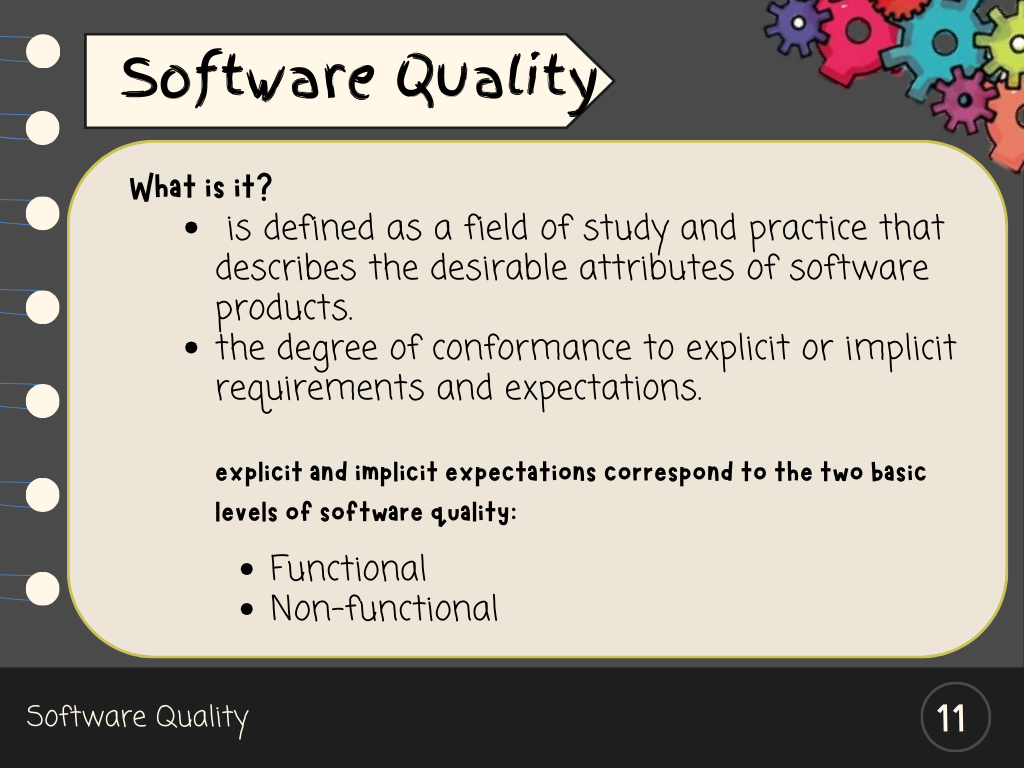 Software Quality
What is it?
• is defined as a field of study and practice that
describes the desirable attributes of software
products.
• the degree of conformance to explicit or implicit
requirements and expectations.
explicit and implicit expectations correspond to the two basic
levels of software quality:
• Functional
• Non-functional
Software Quality
11